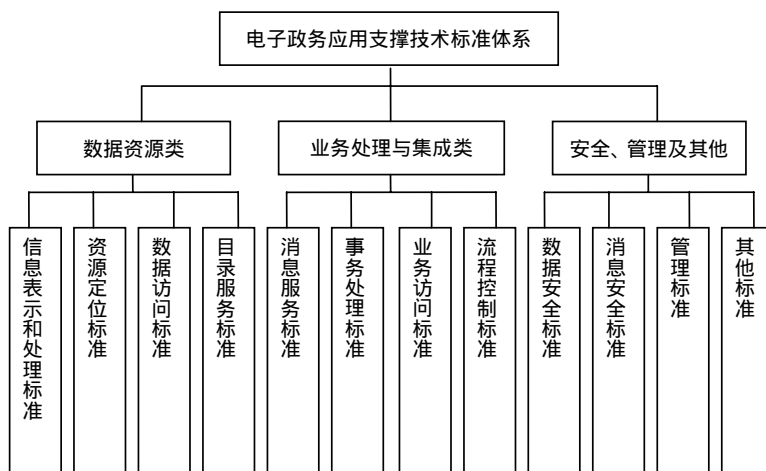 电子政务应用支撑技术标准体系
数据资源类
业务处理与集成类
安全、管理及其他
信息表示和处理标准
资源定位标准
数据访问标准
目录服务标准
消息服务标准
事务处理标准
业务访问标准
流程控制标准
数据安全标准
消息安全标准
管理标准
其他标准